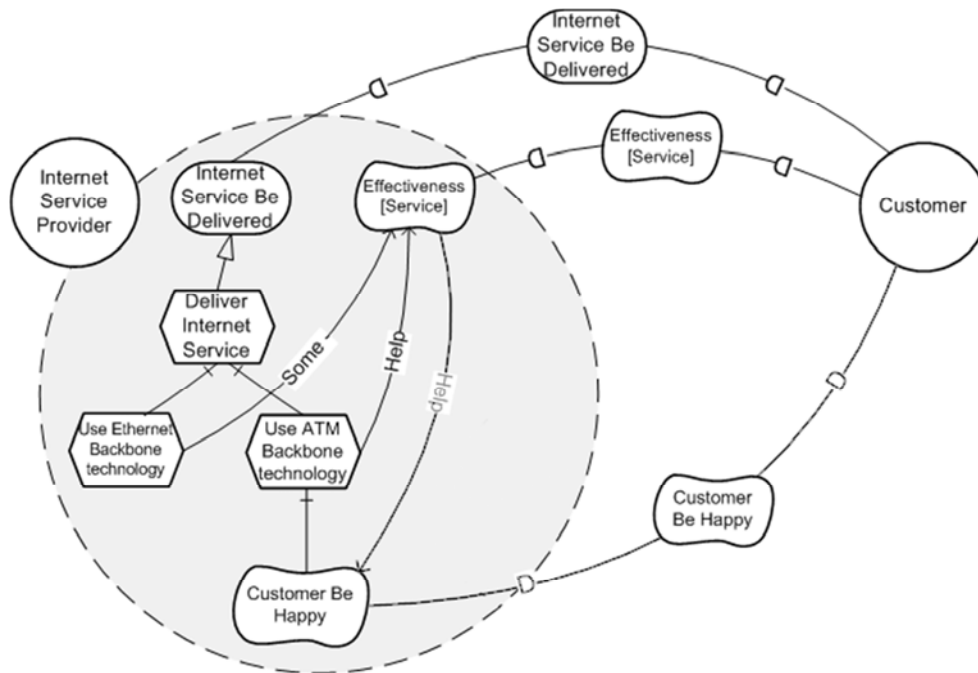 Internet
Service Be
Delivered
Effectiveness
[Service]
Internet
Service
Provider
Internet
Service Be
Delivered
Effectiveness
[Service]
Customer
Deliver
Internet
Service
Some
Help
Help
Use Ethernet
Backbone
technology
Use ATM
Backbone
technology
Customer
Be Happy
Customer Be
Happy